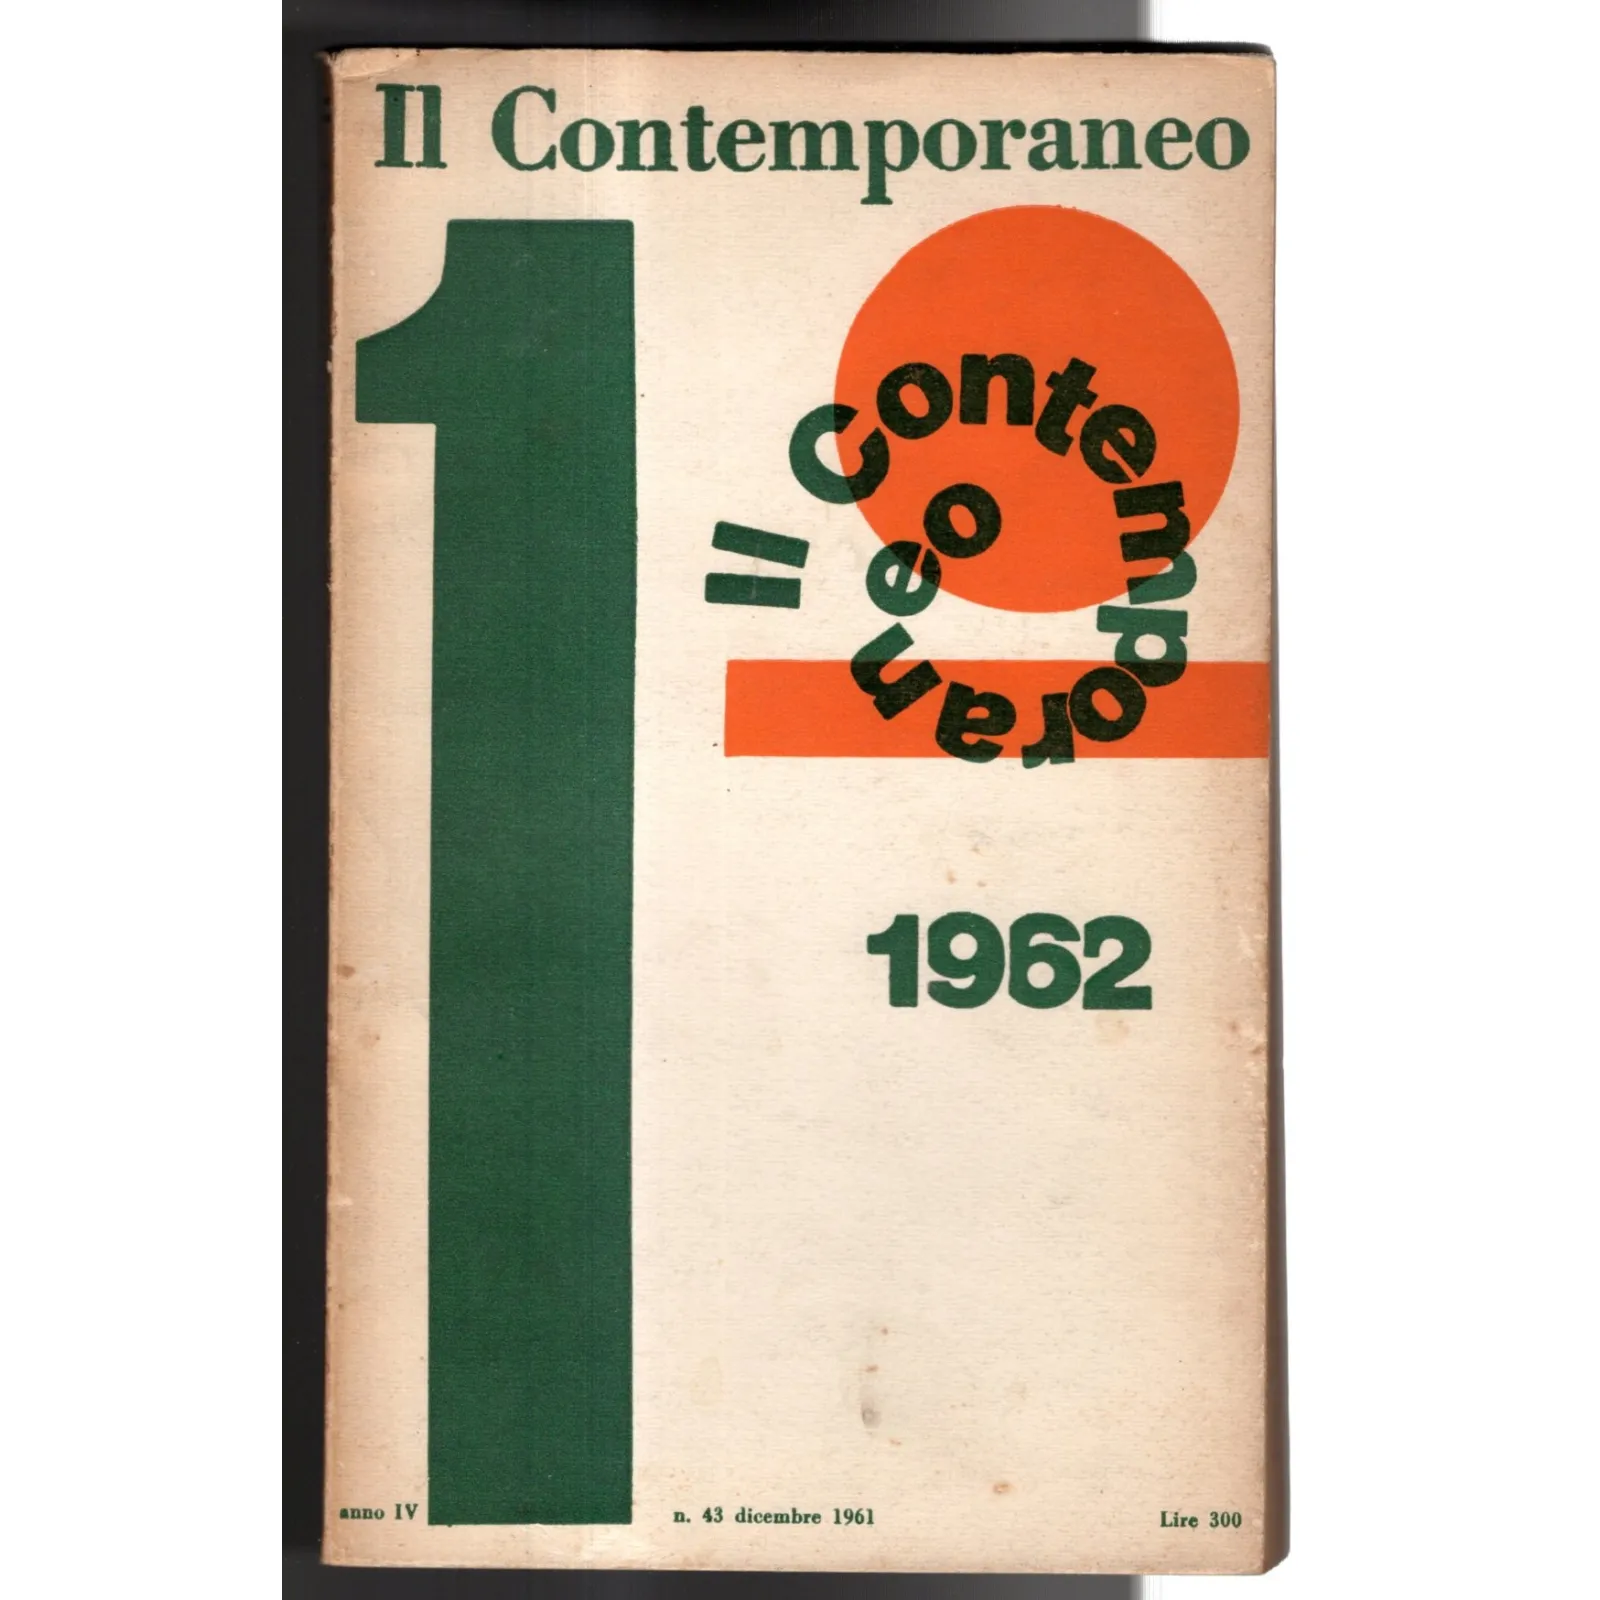 Il Contemporaneo
1
Il Contemporaneo
1962
anno IV
n. 43 dicembre 1961
Lire 300